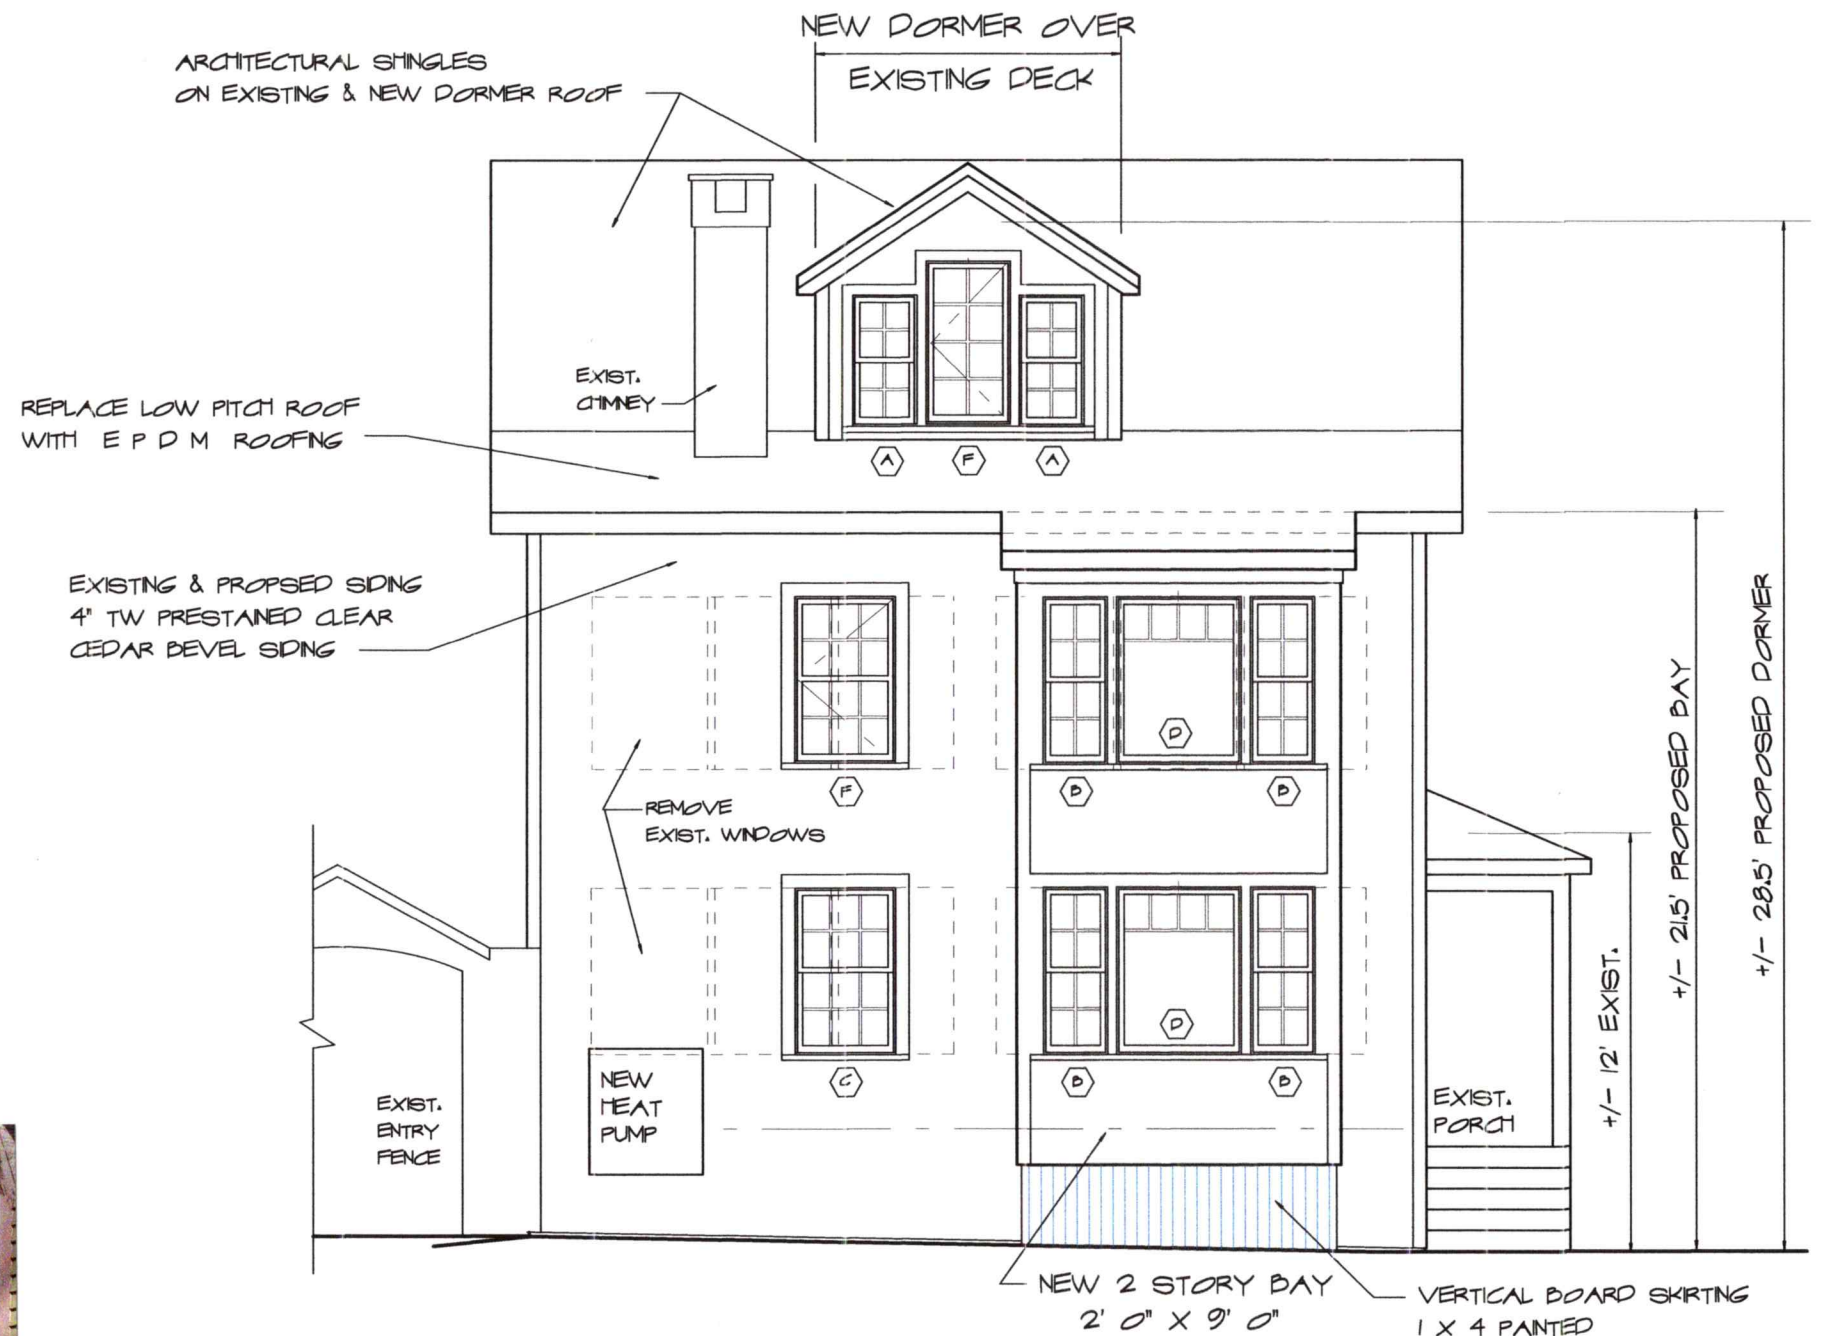 NEW DORMER OVER
EXISTING DECK
ARCHITECTURAL SHINGLES
ON EXISTING & NEW DORMER ROOF
EXIST.
CHIMNEY
REPLACE LOW PITCH ROOF
WITH E P D M ROOFING
A
F
A
EXISTING & PROPSED SIDING
4" TW PRESTAINED CLEAR
CEDAR BEVEL SIDING
D
F
B
B
REMOVE
EXIST. WINDOWS
D
C
B
B
NEW
HEAT
PUMP
EXIST.
ENTRY
FENCE
EXIST.
PORCH
+/- 12' EXIST.
+/- 21.5' PROPOSED BAY
+/- 28.5' PROPOSED DORMER
NEW 2 STORY BAY
2' 0" X 9' 0"
VERTICAL BOARD SKIRTING
1 X 4 PAINTED